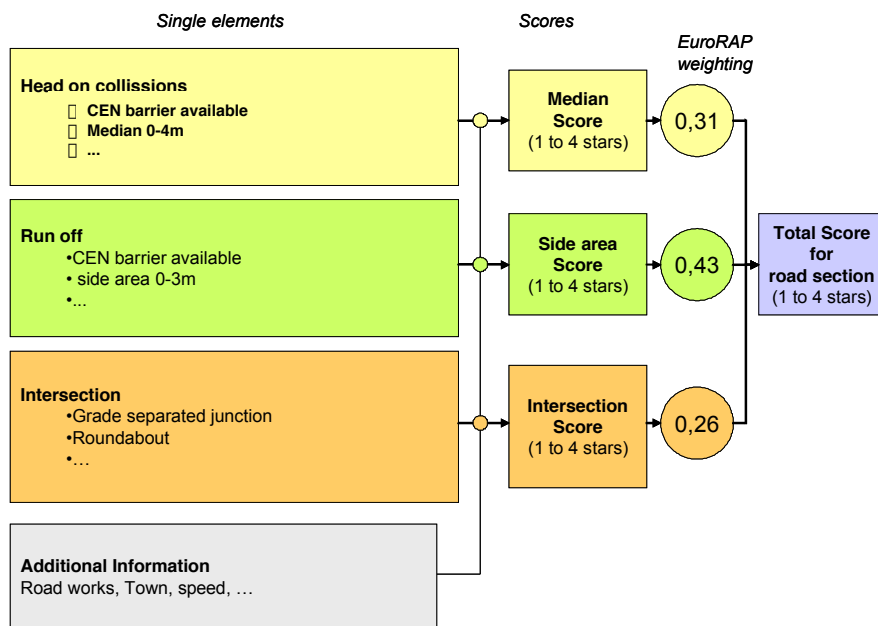 Single elements
Scores
EuroRAP
weighting
Head on collissions
▯ CEN barrier available
▯ Median 0-4m
▯ ...
Median
Score
(1 to 4 stars)
0,31
Run off
•CEN barrier available
• side area 0-3m
•...
Side area
Score
(1 to 4 stars)
0,43
Total Score
for
road section
(1 to 4 stars)
Intersection
•Grade separated junction
•Roundabout
•…
Intersection
Score
(1 to 4 stars)
0,26
Additional Information
Road works, Town, speed, …